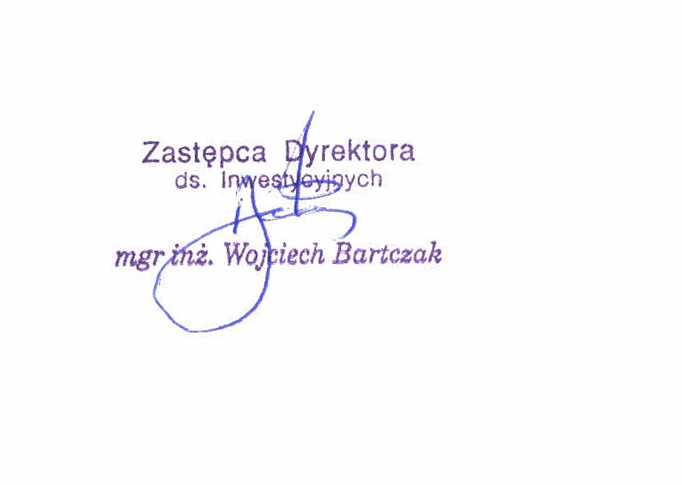 Zastępca Dyrektora
ds. Inwestycyjnych
mgr inż. Wojciech Bartczak